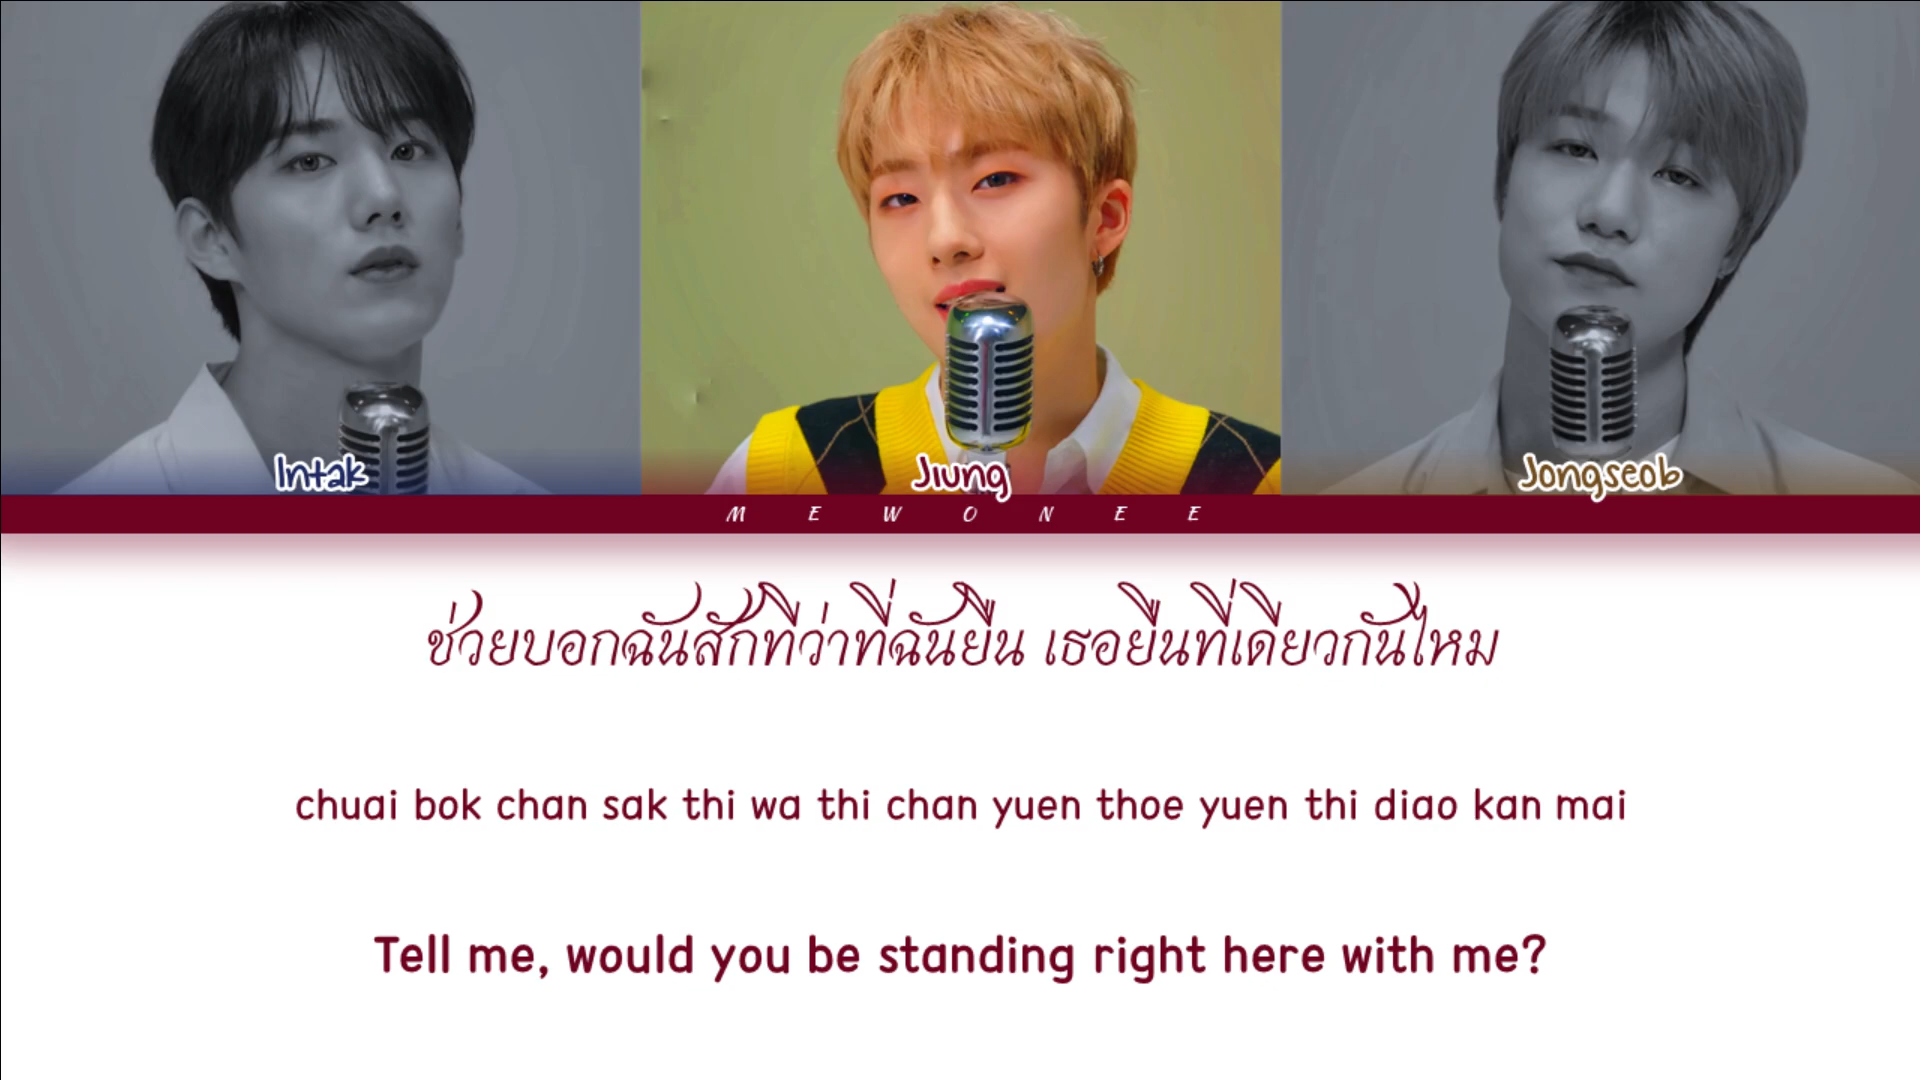 Intak
Jiung
Jongseob
MEWONEE
ช่วยบอกฉันสักทีว่าที่ฉันยืน เธอยืนที่เดียวกันไหม
chuai bok chan sak thi wa thi chan yuen thoe yuen thi diao kan mai
Tell me, would you be standing right here with me?